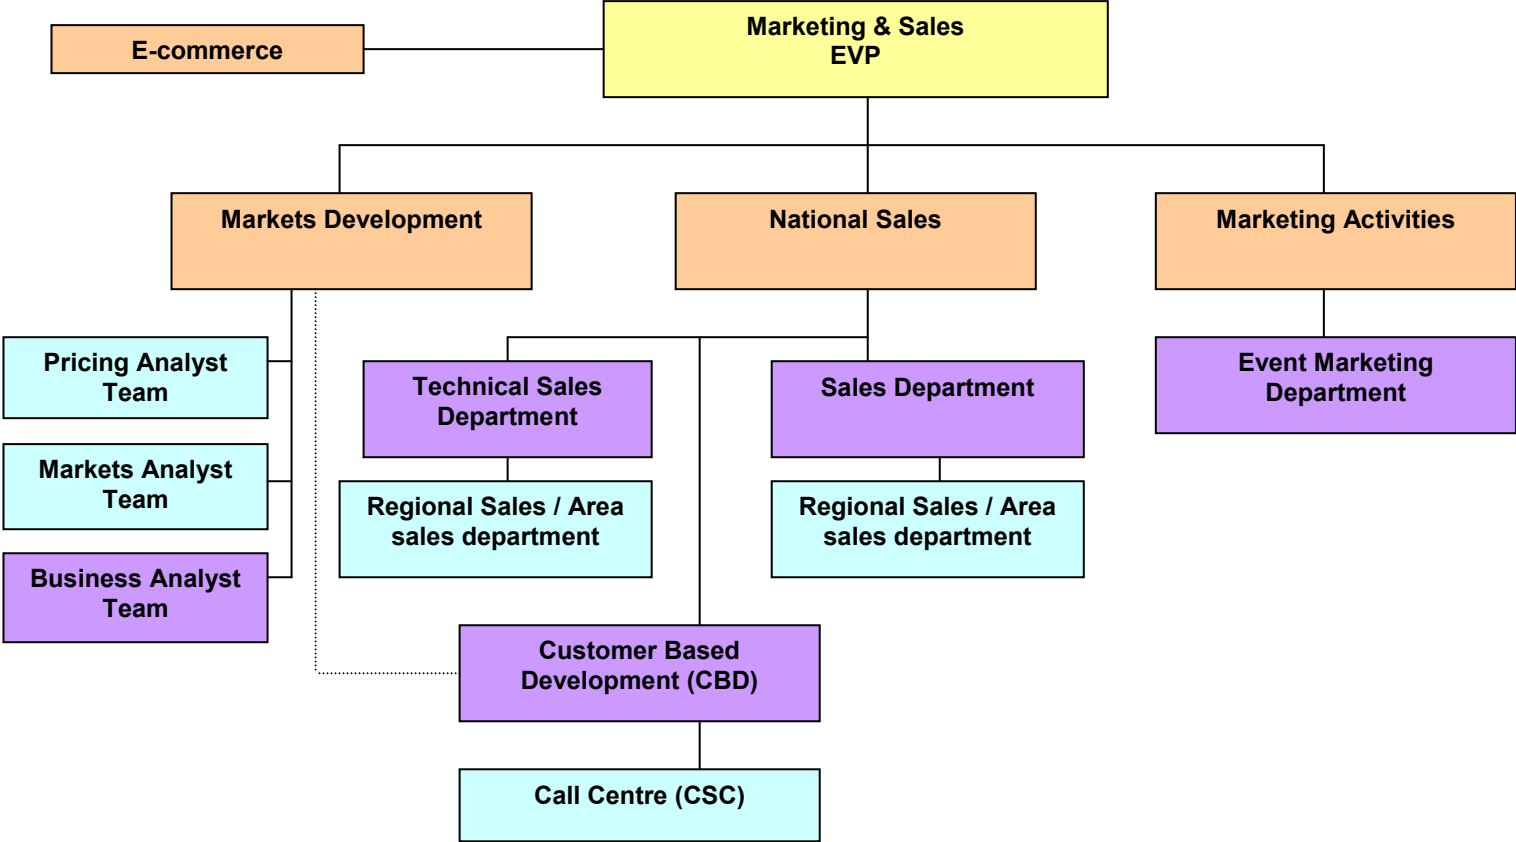 Marketing & Sales
EVP
E-commerce
Markets Development
National Sales
Marketing Activities
Pricing Analyst
Team
Technical Sales
Department
Sales Department
Event Marketing
Department
Markets Analyst
Team
Regional Sales / Area
sales department
Regional Sales / Area
sales department
Business Analyst
Team
Customer Based
Development (CBD)
Call Centre (CSC)